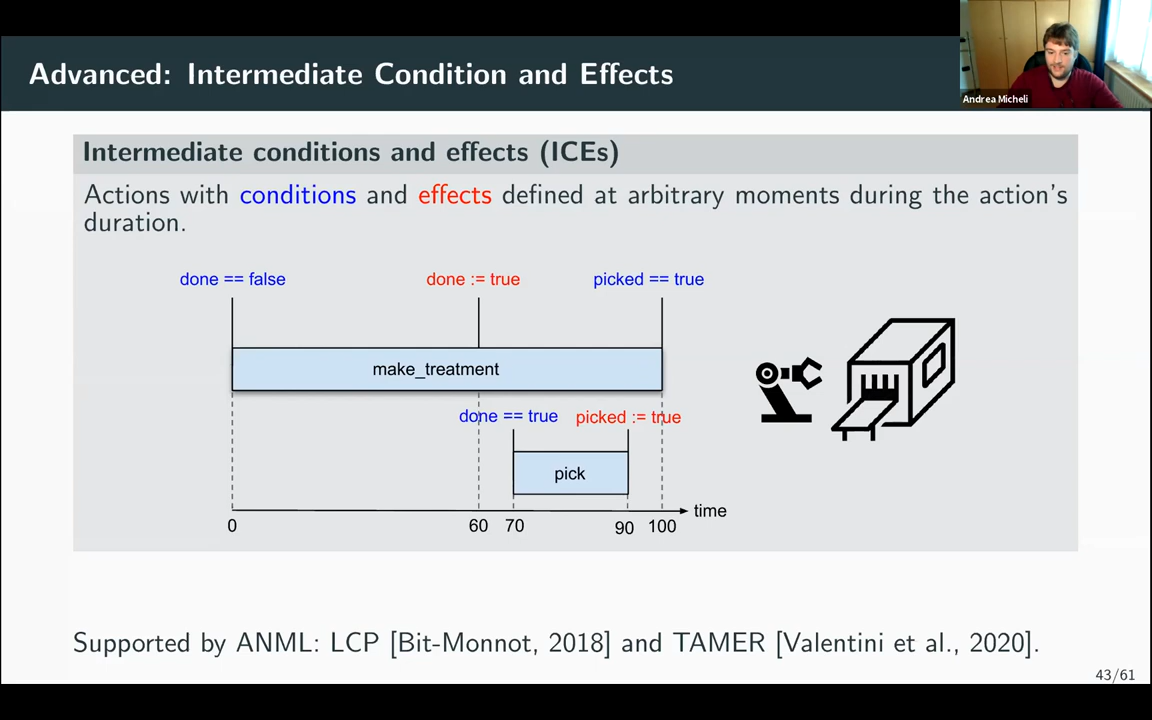 Advanced: Intermediate Condition and Effects
Andrea Micheli
Intermediate conditions and effects (ICEs)
Actions with conditions and effects defined at arbitrary moments during the action's
duration.
done == false
done := true
picked == true
make_treatment
done == true
picked := true
pick
time
0
60
70
90
100
Supported by ANML: LCP [Bit-Monnot, 2018] and TAMER [Valentini et al., 2020].
43/61